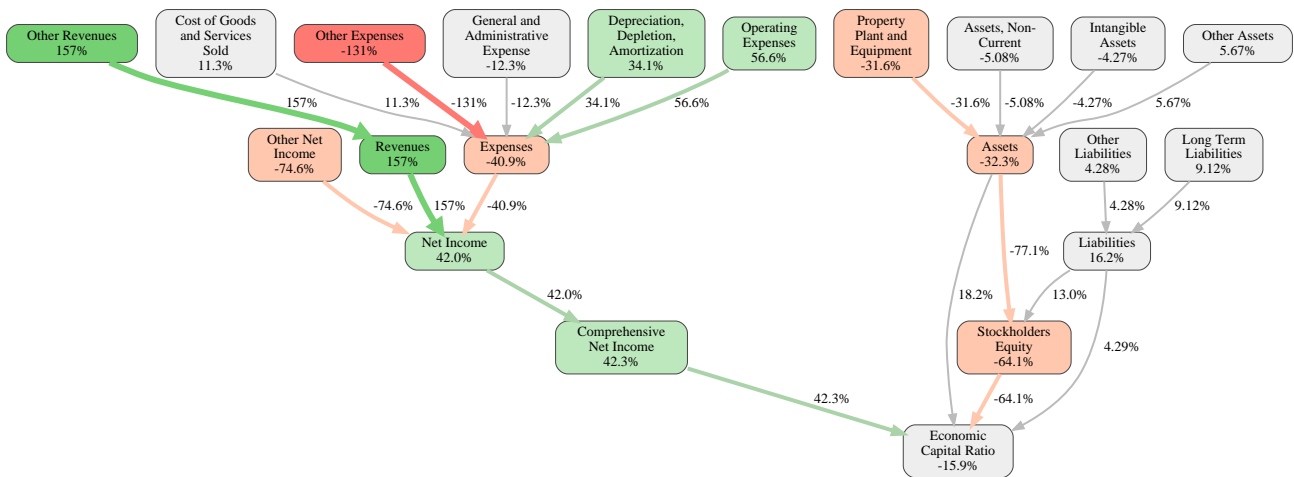 Other Revenues
157%
Cost of Goods
and Services
Sold
11.3%
Other Expenses
-131%
General and
Administrative
Expense
-12.3%
Depreciation,
Depletion,
Amortization
34.1%
Operating
Expenses
56.6%
Property
Plant and
Equipment
-31.6%
Assets, Non-
Current
-5.08%
Intangible
Assets
-4.27%
Other Assets
5.67%
157%
11.3%
-131%
-12.3%
34.1%
56.6%
-31.6%
-5.08%
-4.27%
5.67%
Other Net
Income
-74.6%
Revenues
157%
Expenses
-40.9%
Assets
-32.3%
Other
Liabilities
4.28%
Long Term
Liabilities
9.12%
-74.6%
157%
-40.9%
4.28%
9.12%
Net Income
42.0%
-77.1%
Liabilities
16.2%
42.0%
18.2%
13.0%
Comprehensive
Net Income
42.3%
Stockholders
Equity
-64.1%
4.29%
42.3%
-64.1%
Economic
Capital Ratio
-15.9%